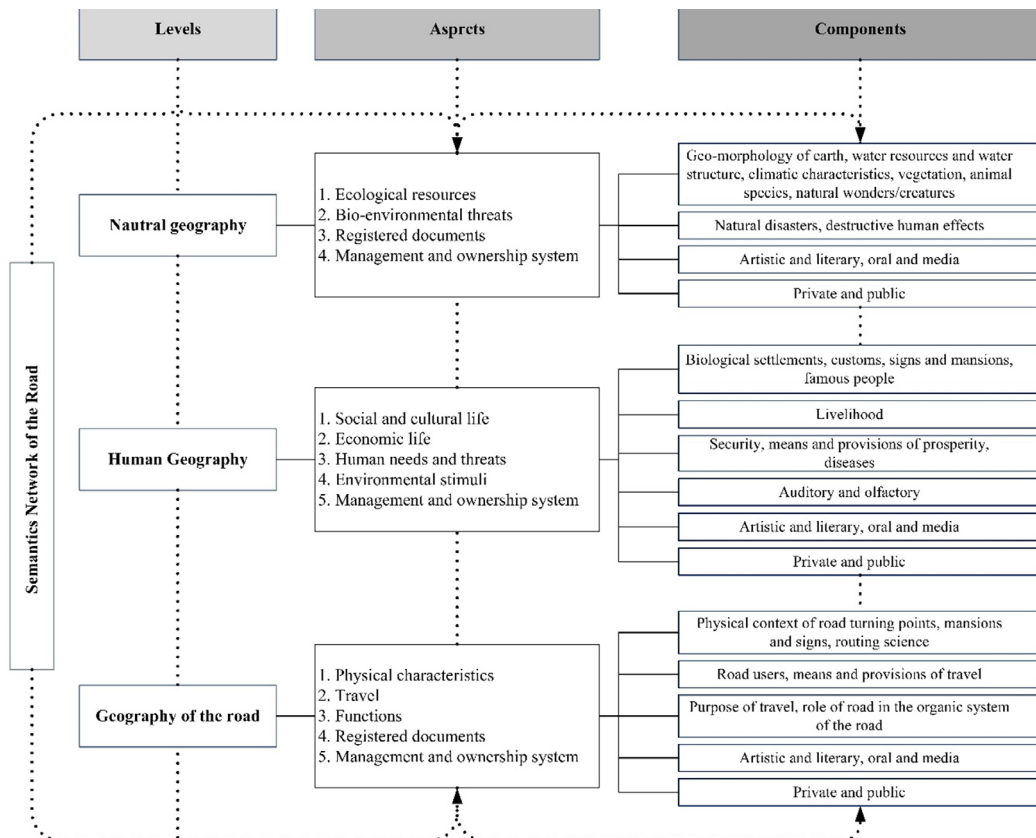 Levels
Asprcts
Components
Semantics Network of the Road
Nautral geography
1. Ecological resources
2. Bio-environmental threats
3. Registered documents
4. Management and ownership system
Geo-morphology of earth, water resources and water
structure, climatic characteristics, vegetation, animal
species, natural wonders/creatures
Natural disasters, destructive human effects
Artistic and literary, oral and media
Private and public
Human Geography
1. Social and cultural life
2. Economic life
3. Human needs and threats
4. Environmental stimuli
5. Management and ownership system
Biological settlements, customs, signs and mansions,
famous people
Livelihood
Security, means and provisions of prosperity,
diseases
Auditory and olfactory
Artistic and literary, oral and media
Private and public
Geography of the road
1. Physical characteristics
2. Travel
3. Functions
4. Registered documents
5. Management and ownership system
Physical context of road turning points, mansions
and signs, routing science
Road users, means and provisions of travel
Purpose of travel, role of road in the organic system
of the road
Artistic and literary, oral and media
Private and public